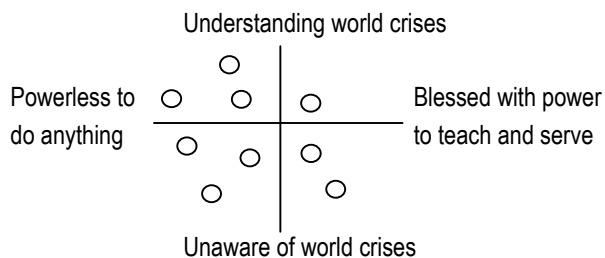 Understanding world crises
Powerless to
do anything
Blessed with power
to teach and serve
Unaware of world crises